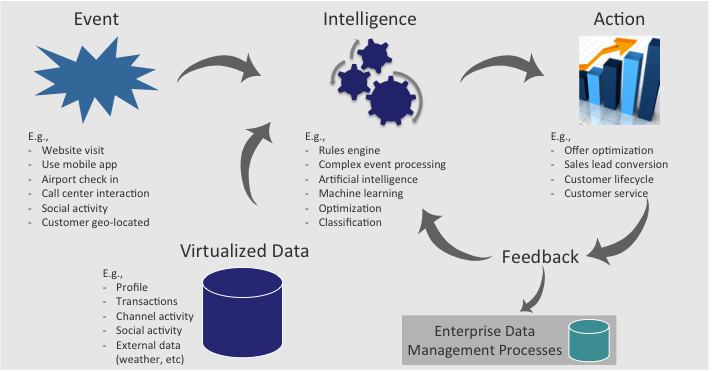 Event
Intelligence
Action
E.g.,
- Website visit
- Use mobile app
- Airport check in
- Call center interaction
- Social activity
- Customer geo-located
E.g.,
- Rules engine
- Complex event processing
- Artificial intelligence
- Machine learning
- Optimization
- Classification
E.g.,
- Offer optimization
- Sales lead conversion
- Customer lifecycle
- Customer service
Virtualized Data
E.g.,
- Profile
- Transactions
- Channel activity
- Social activity
- External data
(weather, etc)
Feedback
Enterprise Data
Management Processes